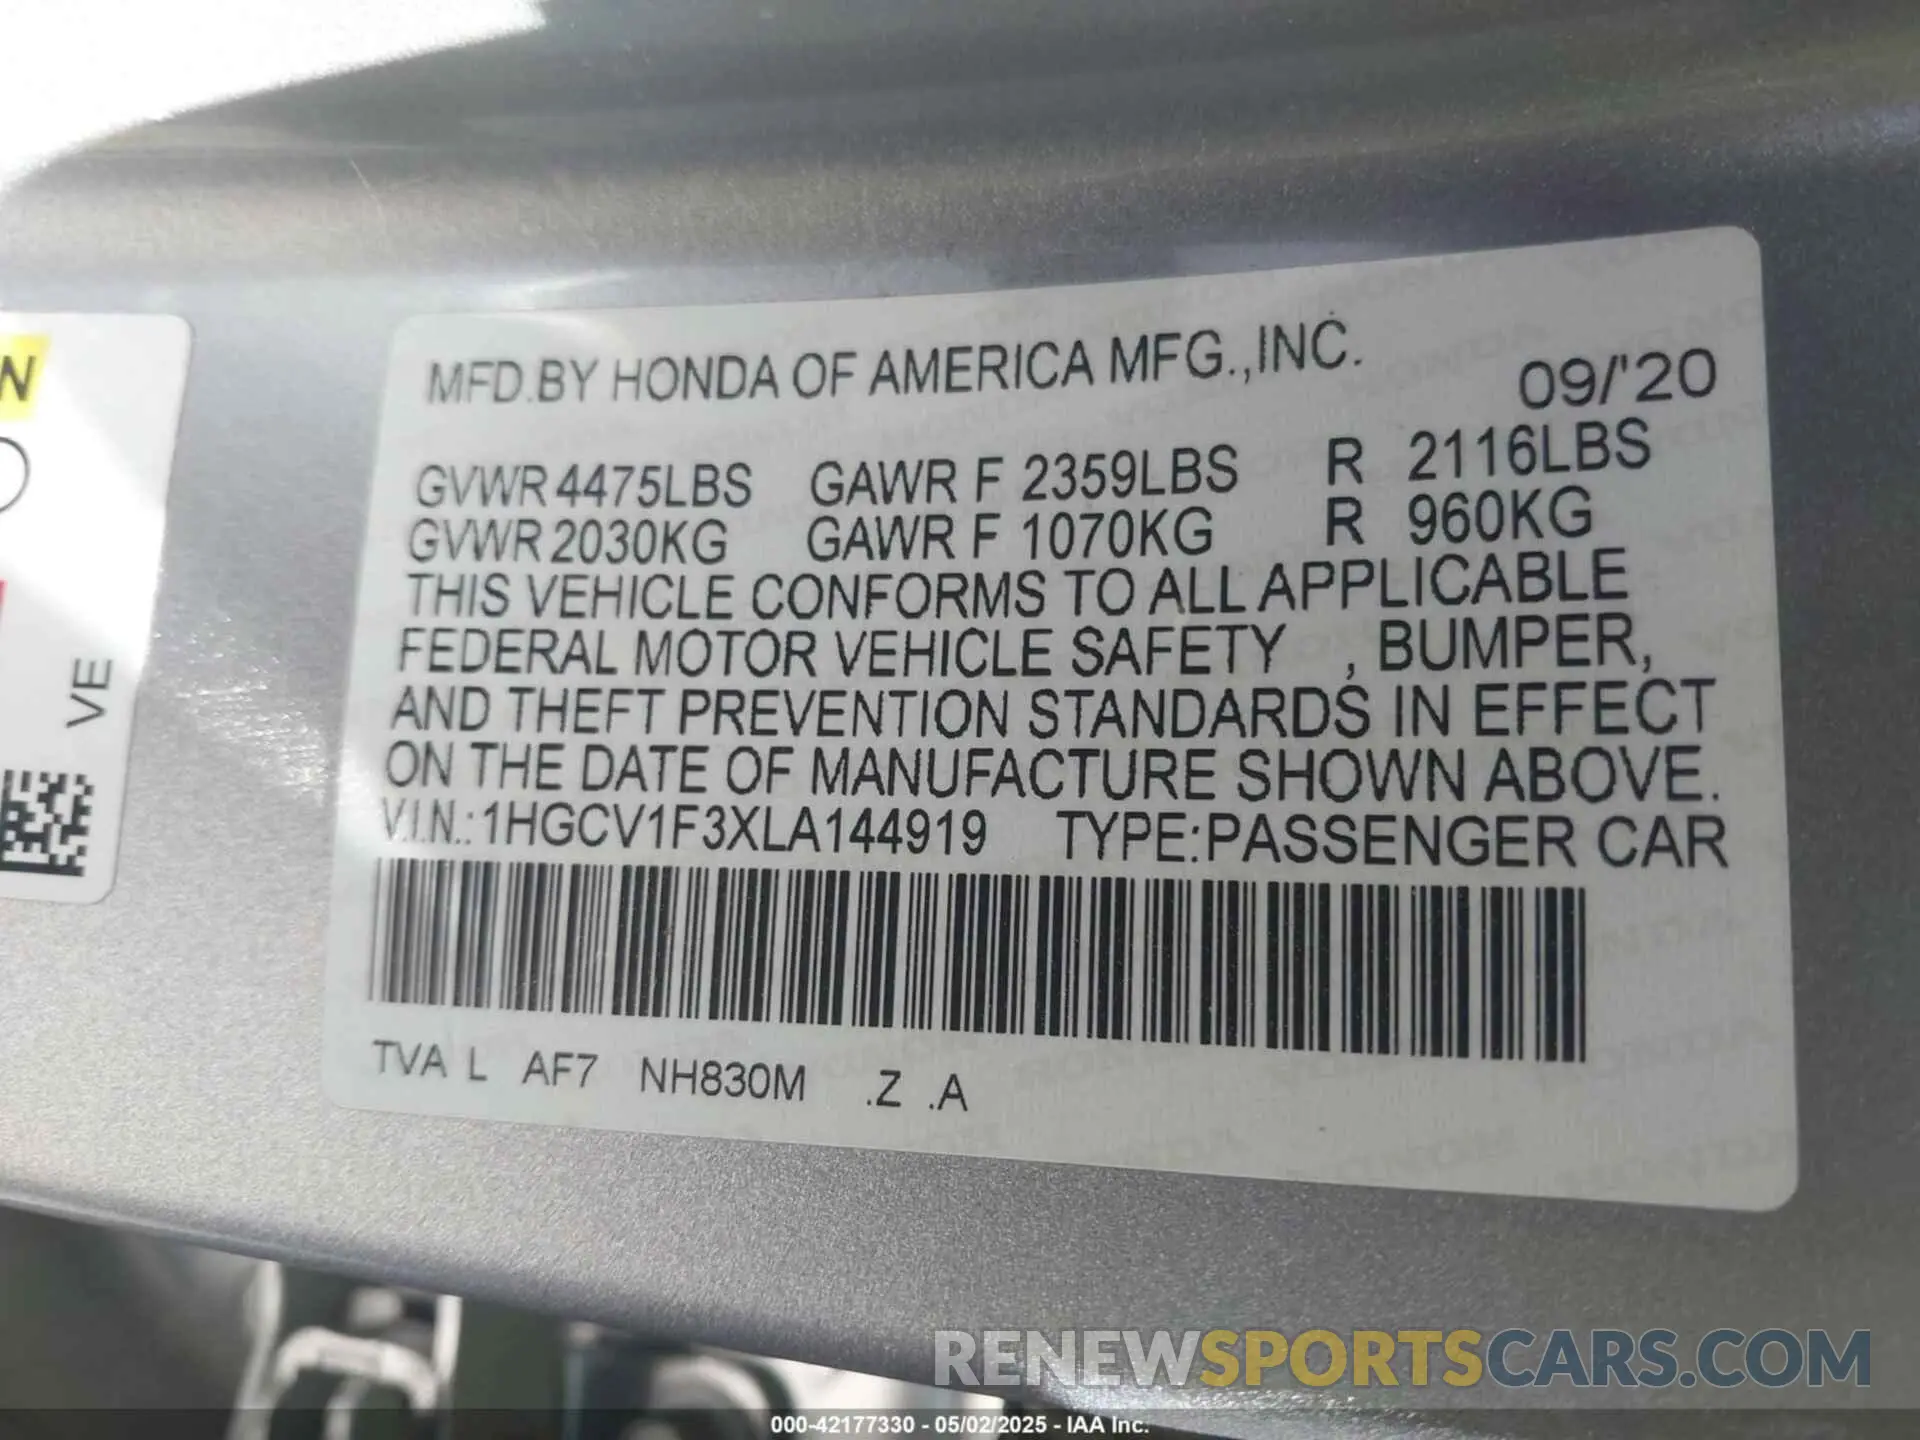 MFD.BY HONDA OF AMERICA MFG.,INC. 09/'20
GVWR 4475LBS GAWR F 2359LBS R 2116LBS
GVWR 2030KG GAWR F 1070KG R 960KG
THIS VEHICLE CONFORMS TO ALL APPLICABLE
FEDERAL MOTOR VEHICLE SAFETY , BUMPER,
AND THEFT PREVENTION STANDARDS IN EFFECT
ON THE DATE OF MANUFACTURE SHOWN ABOVE.
V.I.N.: 1HGCV1F3XLA144919 TYPE:PASSENGER CAR
TVA L AF7 NH830M .Z .A
VE
RENEWSPORTSCARS.COM
000-42177330 - 05/02/2025 - IAA Inc.